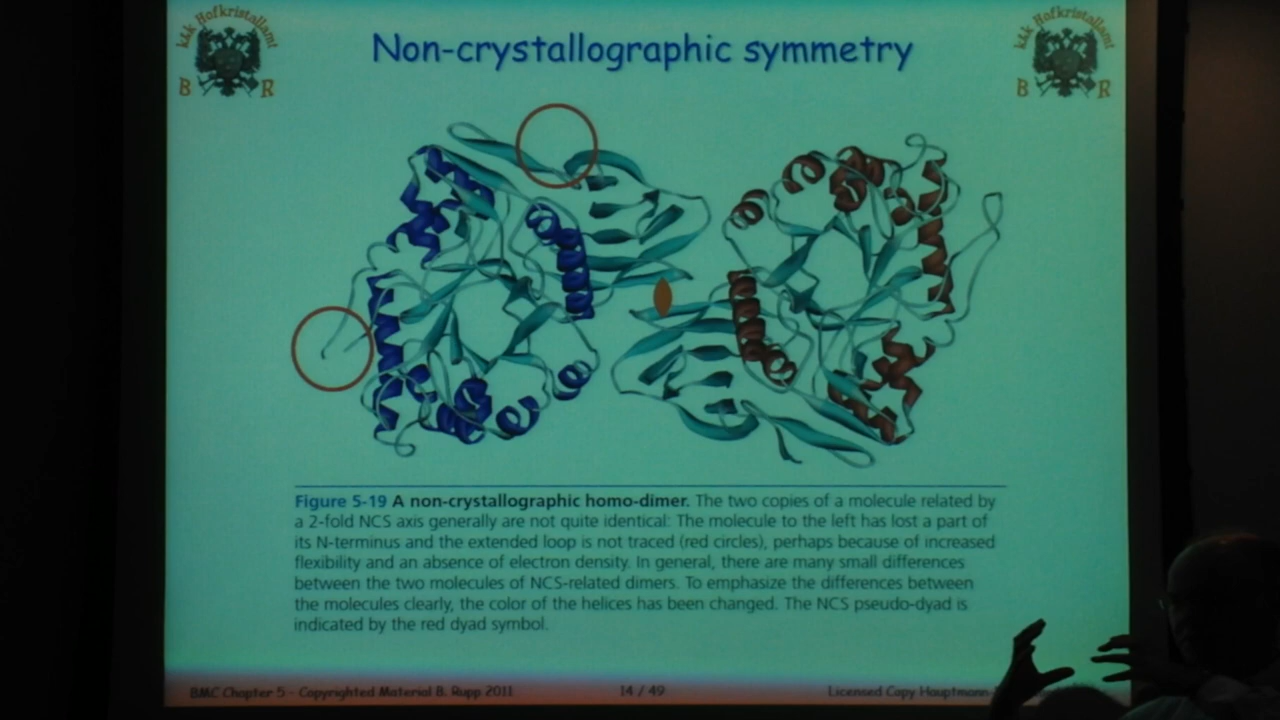 k&k Hofkristallamt
B R
Non-crystallographic symmetry
k&k Hofkristallamt
B R
Figure 5-19 A non-crystallographic homo-dimer. The two copies of a molecule related by
a 2-fold NCS axis generally are not quite identical: The molecule to the left has lost a part of
its N-terminus and the extended loop is not traced (red circles), perhaps because of increased
flexibility and an absence of electron density. In general, there are many small differences
between the two molecules of NCS-related dimers. To emphasize the differences between
the molecules clearly, the color of the helices has been changed. The NCS pseudo-dyad is
indicated by the red dyad symbol.
BMC Chapter 5 - Copyrighted Material B. Rupp 2011
14 / 49
Licensed Copy Hauptmann-